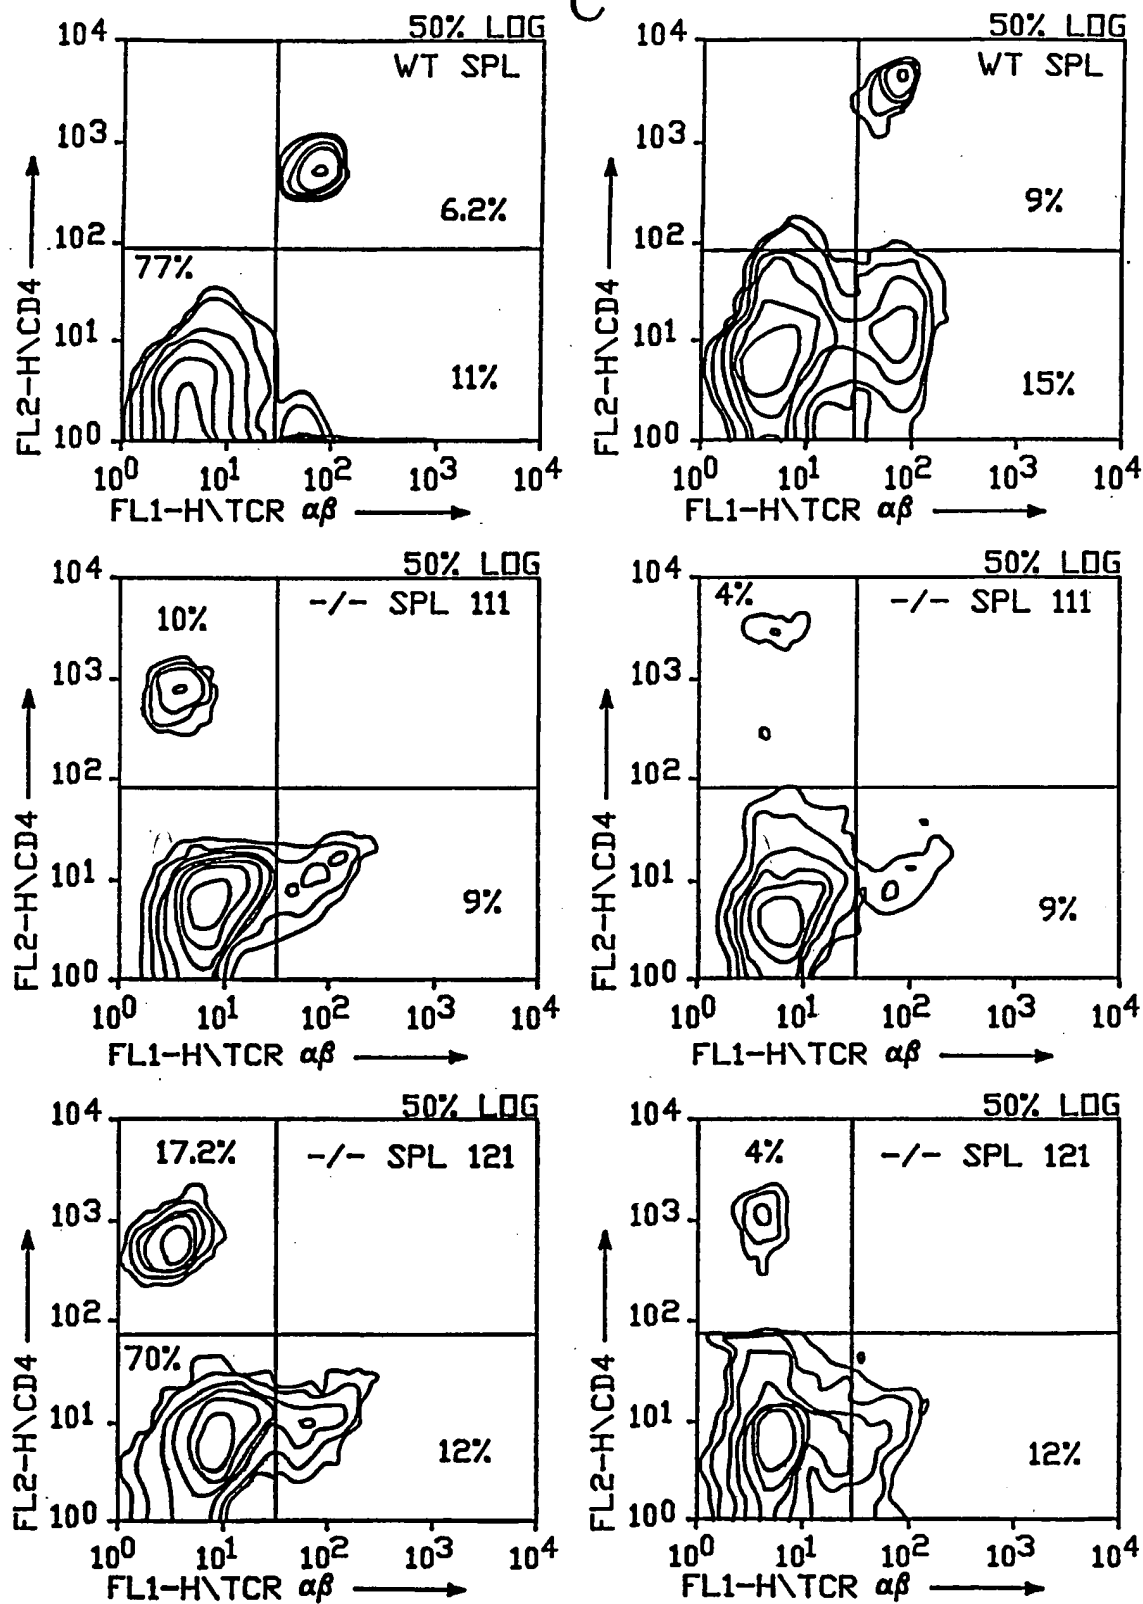 C
50% LOG
WT SPL
10⁴
10³
10²
10¹
10⁰
6.2%
77%
11%
FL2-H\CD4
10⁰ 10¹ 10² 10³ 10⁴
FL1-H\TCR αβ
50% LOG
WT SPL
10⁴
10³
10²
10¹
10⁰
9%
15%
FL2-H\CD4
10⁰ 10¹ 10² 10³ 10⁴
FL1-H\TCR αβ
50% LOG
-/- SPL 111
10⁴
10³
10²
10¹
10⁰
10%
9%
FL2-H\CD4
10⁰ 10¹ 10² 10³ 10⁴
FL1-H\TCR αβ
50% LOG
-/- SPL 111
10⁴
10³
10²
10¹
10⁰
4%
9%
FL2-H\CD4
10⁰ 10¹ 10² 10³ 10⁴
FL1-H\TCR αβ
50% LOG
-/- SPL 121
10⁴
10³
10²
10¹
10⁰
17.2%
70%
12%
FL2-H\CD4
10⁰ 10¹ 10² 10³ 10⁴
FL1-H\TCR αβ
50% LOG
-/- SPL 121
10⁴
10³
10²
10¹
10⁰
4%
12%
FL2-H\CD4
10⁰ 10¹ 10² 10³ 10⁴
FL1-H\TCR αβ